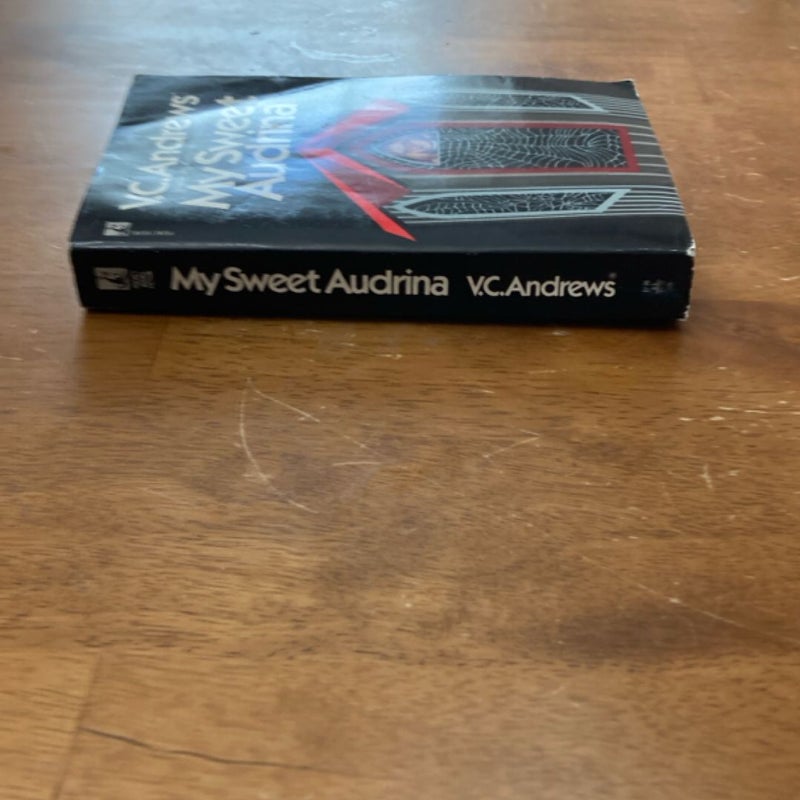 V.C. Andrews
My Sweet
Audrina
My Sweet Audrina V.C. Andrews®